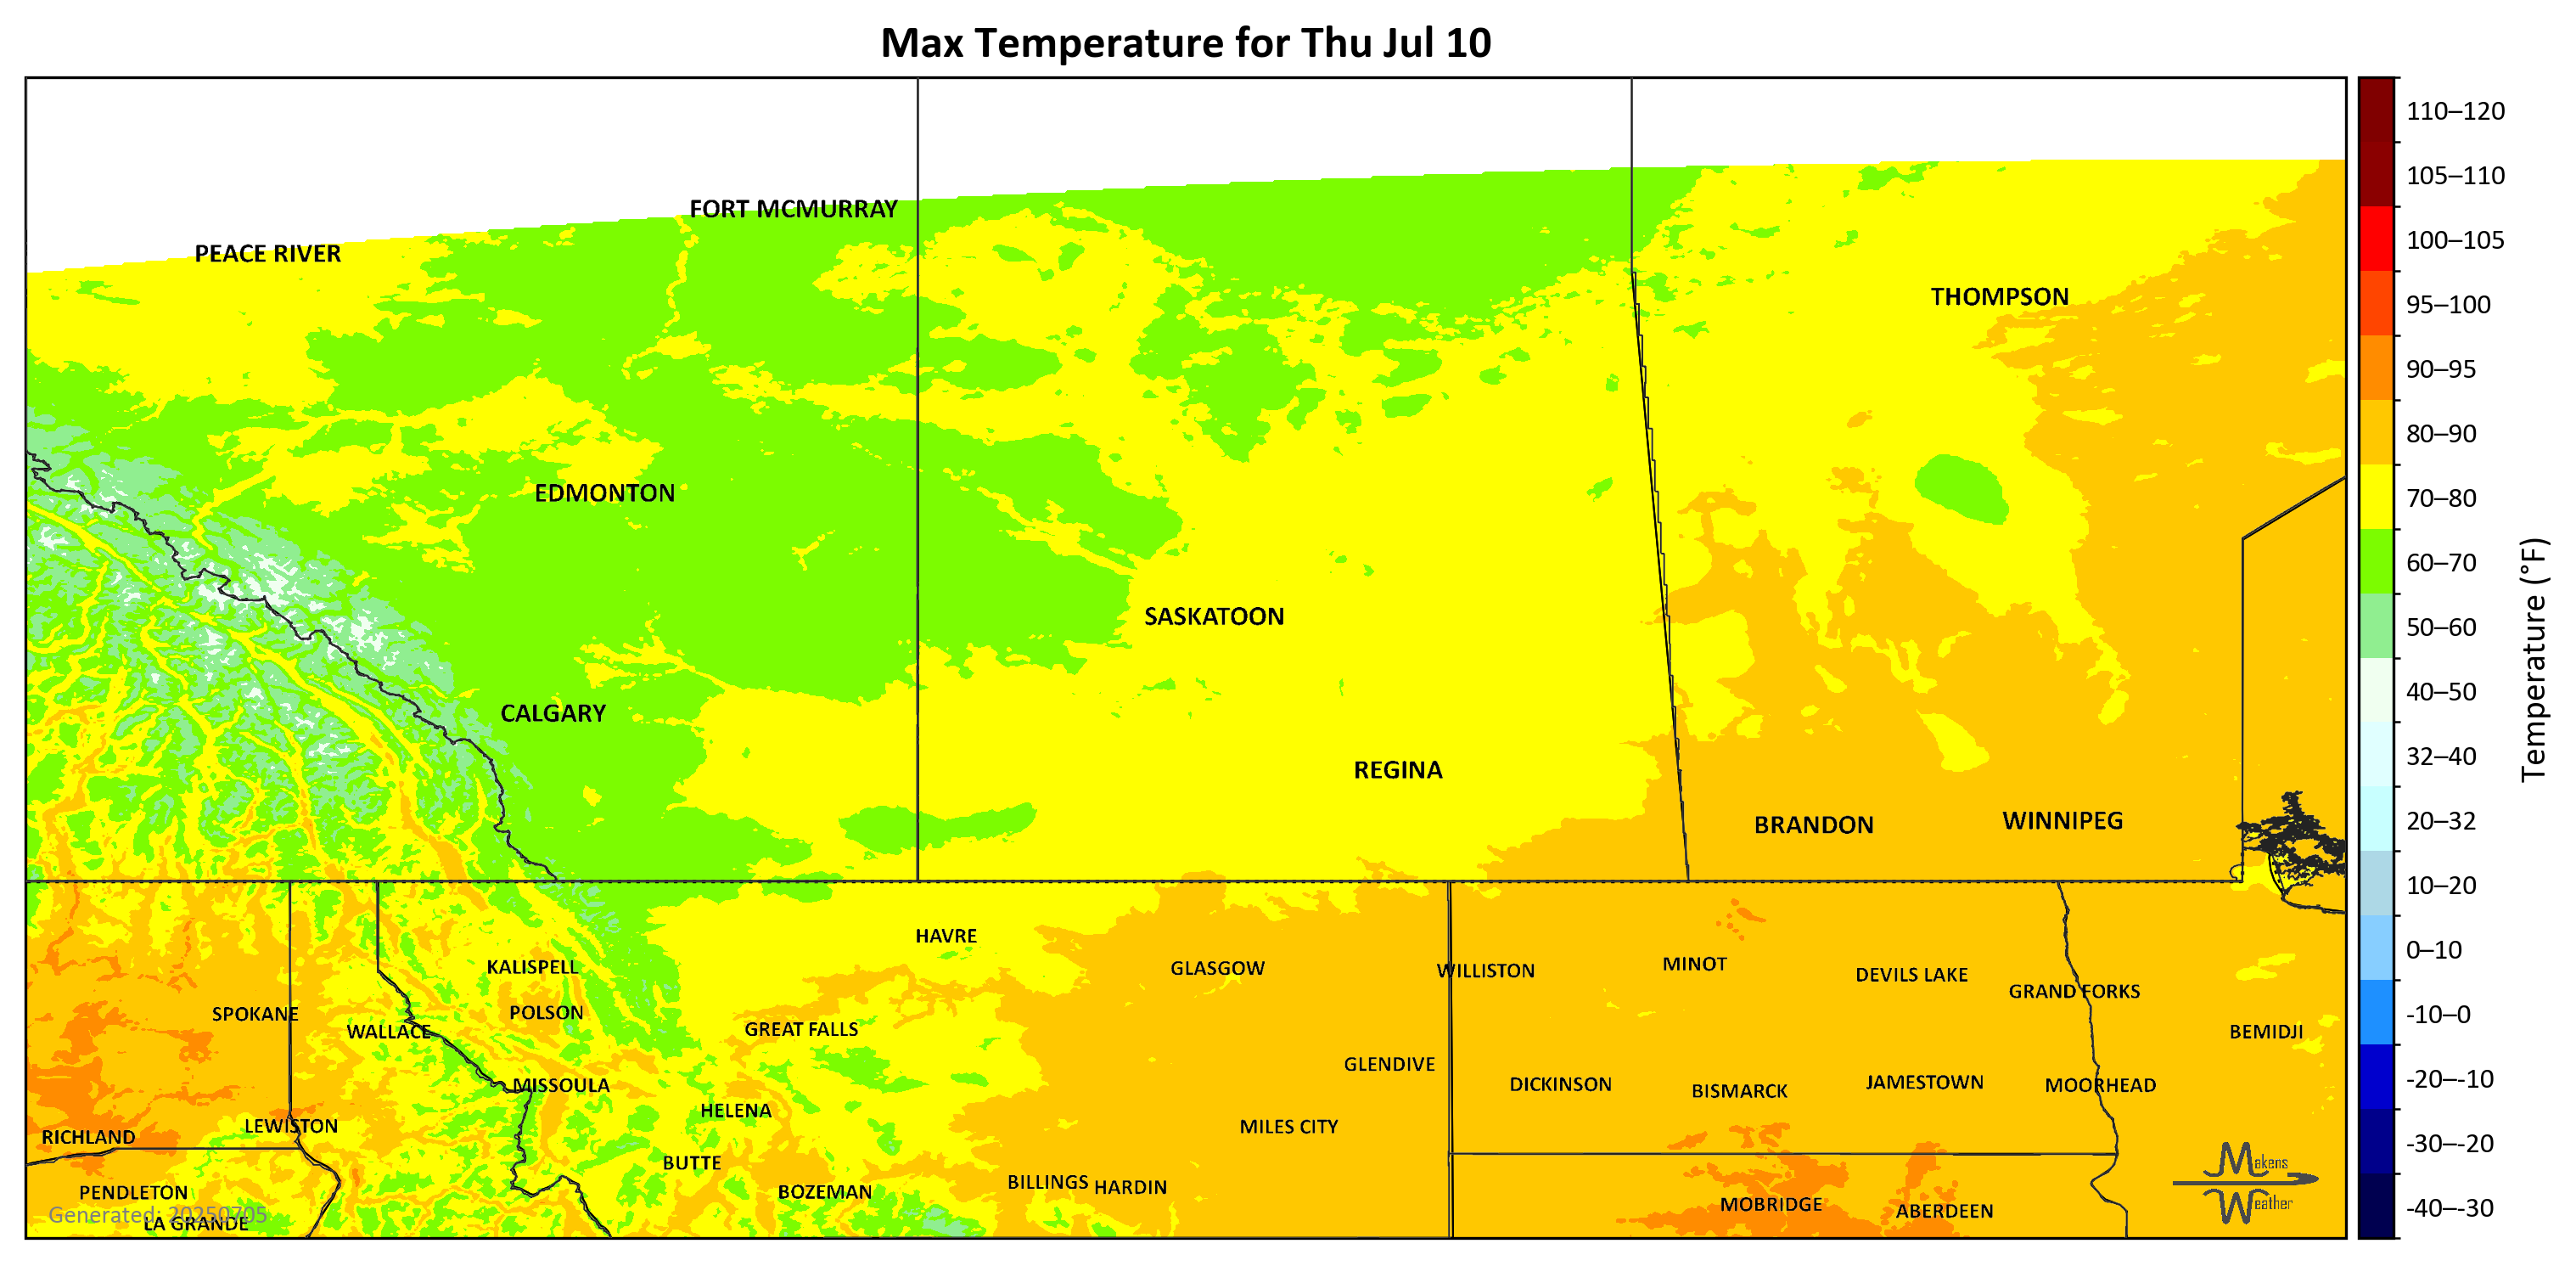 Max Temperature for Thu Jul 10
110–120
105–110
100–105
95–100
90–95
80–90
70–80
60–70
50–60
40–50
32–40
20–32
10–20
0–10
-10–0
-20–-10
-30–-20
-40–-30
Temperature (°F)
FORT MCMURRAY
PEACE RIVER
THOMPSON
EDMONTON
SASKATOON
CALGARY
REGINA
BRANDON
WINNIPEG
HAVRE
KALISPELL
GLASGOW
WILLISTON
MINOT
DEVILS LAKE
GRAND FORKS
SPOKANE
POLSON
WALLACE
GREAT FALLS
BEMIDJI
GLENDIVE
MISSOULA
DICKINSON
BISMARCK
JAMESTOWN
MOORHEAD
HELENA
LEWISTON
MILES CITY
RICHLAND
BUTTE
BILLINGS
HARDIN
PENDLETON
BOZEMAN
MOBRIDGE
ABERDEEN
Generated: 20250705
LA GRANDE
Makens
Weather